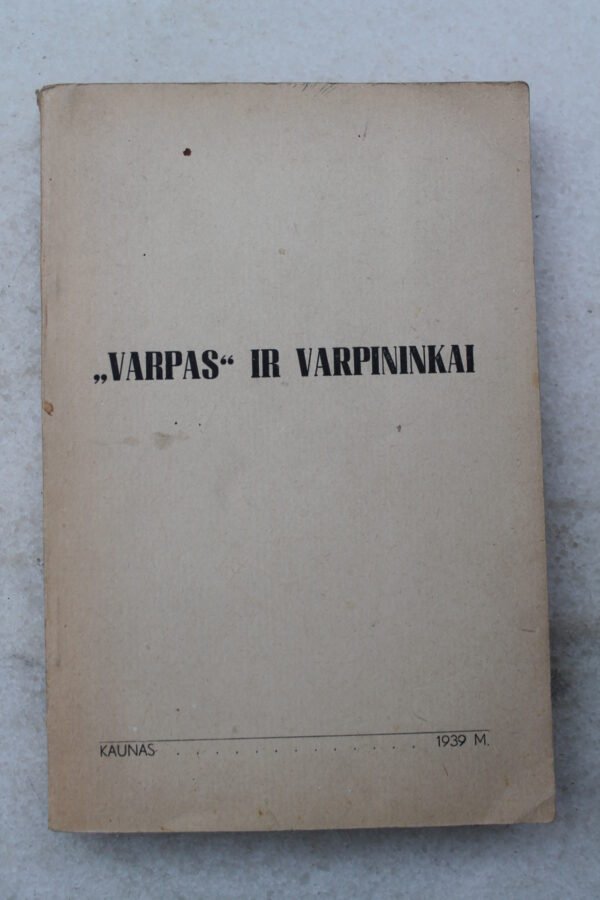 „VARPAS“ IR VARPININKAI
KAUNAS . . . . . . . . . . . . . . 1939 M.